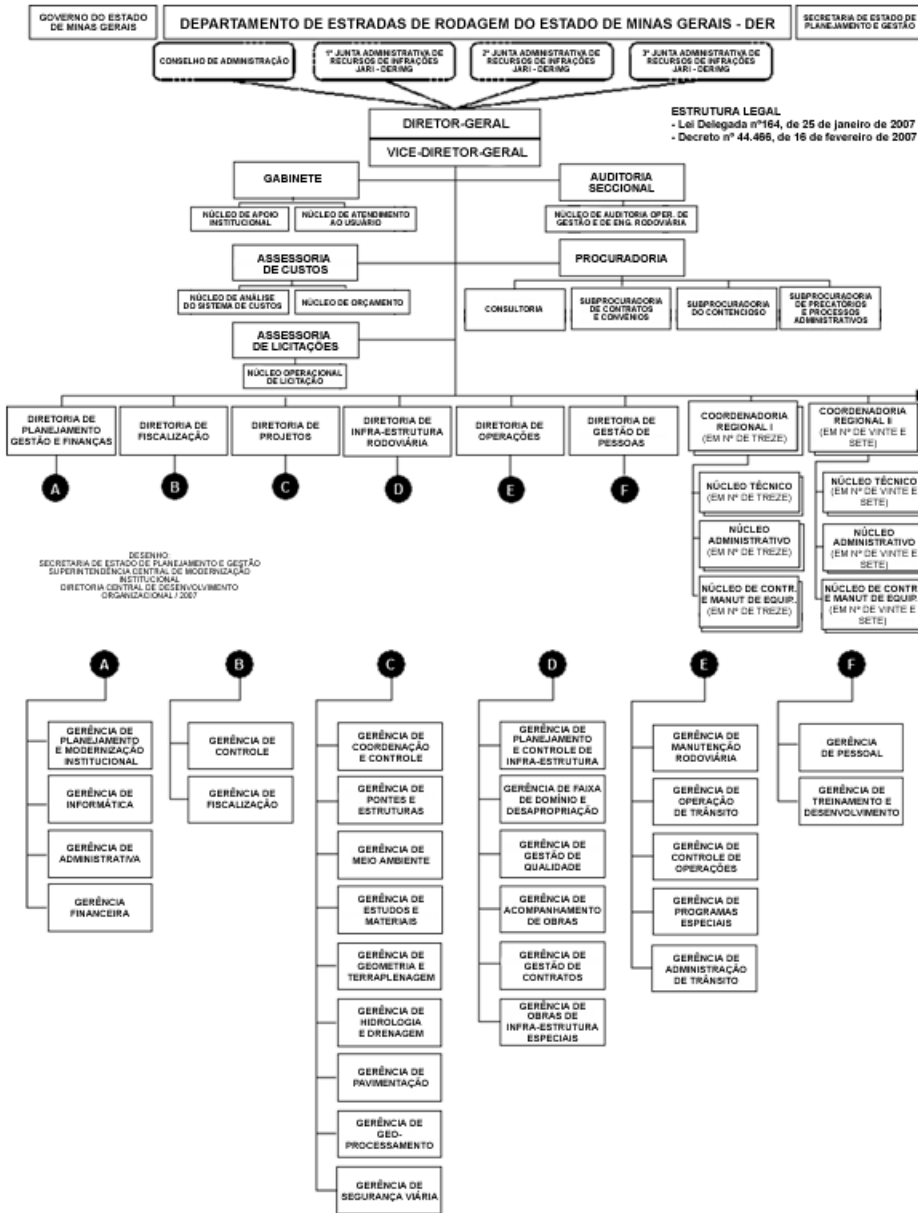 GOVERNO DO ESTADO
DE MINAS GERAIS
DEPARTAMENTO DE ESTRADAS DE RODAGEM DO ESTADO DE MINAS GERAIS - DER
SECRETARIA DE ESTADO DE
PLANEJAMENTO E GESTÃO
CONSELHO DE ADMINISTRAÇÃO
1ª JUNTA ADMINISTRATIVA DE
RECURSOS DE INFRAÇÕES
JARI - DER/MG
2ª JUNTA ADMINISTRATIVA DE
RECURSOS DE INFRAÇÕES
JARI - DER/MG
3ª JUNTA ADMINISTRATIVA DE
RECURSOS DE INFRAÇÕES
JARI - DER/MG
DIRETOR-GERAL
VICE-DIRETOR-GERAL
ESTRUTURA LEGAL
- Lei Delegada nº164, de 25 de janeiro de 2007
- Decreto nº 44.466, de 16 de fevereiro de 2007
GABINETE
NÚCLEO DE APOIO
INSTITUCIONAL
NÚCLEO DE ATENDIMENTO
AO USUÁRIO
AUDITORIA
SECCIONAL
NÚCLEO DE AUDITORIA OPER. DE
GESTÃO E DE ENG. RODOVIÁRIA
ASSESSORIA
DE CUSTOS
NÚCLEO DE ANÁLISE
DO SISTEMA DE CUSTOS
NÚCLEO DE ORÇAMENTO
PROCURADORIA
CONSULTORIA
SUBPROCURADORIA
DE CONTRATOS
E CONVÊNIOS
SUBPROCURADORIA
DO CONTENCIOSO
SUBPROCURADORIA
DE PRECATÓRIOS
E PROCESSOS
ADMINISTRATIVOS
ASSESSORIA
DE LICITAÇÕES
NÚCLEO OPERACIONAL
DE LICITAÇÃO
DIRETORIA DE
PLANEJAMENTO
GESTÃO E FINANÇAS
DIRETORIA DE
FISCALIZAÇÃO
DIRETORIA DE
PROJETOS
DIRETORIA DE
INFRA-ESTRUTURA
RODOVIÁRIA
DIRETORIA DE
OPERAÇÕES
DIRETORIA DE
GESTÃO DE
PESSOAS
COORDENADORIA
REGIONAL I
(EM Nº DE TREZE)
COORDENADORIA
REGIONAL II
(EM Nº DE VINTE E
SETE)
A
B
C
D
E
F
NÚCLEO TÉCNICO
(EM Nº DE TREZE)
NÚCLEO
ADMINISTRATIVO
(EM Nº DE TREZE)
NÚCLEO DE CONTR.
E MANUT DE EQUIP.
(EM Nº DE TREZE)
NÚCLEO TÉCNICO
(EM Nº DE VINTE E
SETE)
NÚCLEO
ADMINISTRATIVO
(EM Nº DE VINTE E
SETE)
NÚCLEO DE CONTR.
E MANUT DE EQUIP.
(EM Nº DE VINTE E
SETE)
DESENHO:
SECRETARIA DE ESTADO DE PLANEJAMENTO E GESTÃO
SUPERINTENDÊNCIA CENTRAL DE MODERNIZAÇÃO
INSTITUCIONAL
DIRETORIA CENTRAL DE DESENVOLVIMENTO
ORGANIZACIONAL / 2007
A
GERÊNCIA DE
PLANEJAMENTO
E MODERNIZAÇÃO
INSTITUCIONAL
GERÊNCIA DE
INFORMÁTICA
GERÊNCIA DE
ADMINISTRATIVA
GERÊNCIA
FINANCEIRA
B
GERÊNCIA DE
CONTROLE
GERÊNCIA DE
FISCALIZAÇÃO
C
GERÊNCIA DE
COORDENAÇÃO
E CONTROLE
GERÊNCIA DE
PONTES E
ESTRUTURAS
GERÊNCIA DE
MEIO AMBIENTE
GERÊNCIA DE
ESTUDOS E
MATERIAIS
GERÊNCIA DE
GEOMETRIA E
TERRAPLENAGEM
GERÊNCIA DE
HIDROLOGIA
E DRENAGEM
GERÊNCIA DE
PAVIMENTAÇÃO
GERÊNCIA DE
GEO-
PROCESSAMENTO
GERÊNCIA DE
SEGURANÇA VIÁRIA
D
GERÊNCIA DE
PLANEJAMENTO
E CONTROLE DE
INFRA-ESTRUTURA
GERÊNCIA DE FAIXA
DE DOMÍNIO E
DESAPROPRIAÇÃO
GERÊNCIA DE
GESTÃO DE
QUALIDADE
GERÊNCIA DE
ACOMPANHAMENTO
DE OBRAS
GERÊNCIA DE
GESTÃO DE
CONTRATOS
GERÊNCIA DE
OBRAS DE
INFRA-ESTRUTURA
ESPECIAIS
E
GERÊNCIA DE
MANUTENÇÃO
RODOVIÁRIA
GERÊNCIA DE
OPERAÇÃO
DE TRÂNSITO
GERÊNCIA DE
CONTROLE DE
OPERAÇÕES
GERÊNCIA DE
PROGRAMAS
ESPECIAIS
GERÊNCIA DE
ADMINISTRAÇÃO
DE TRÂNSITO
F
GERÊNCIA
DE PESSOAL
GERÊNCIA DE
TREINAMENTO E
DESENVOLVIMENTO